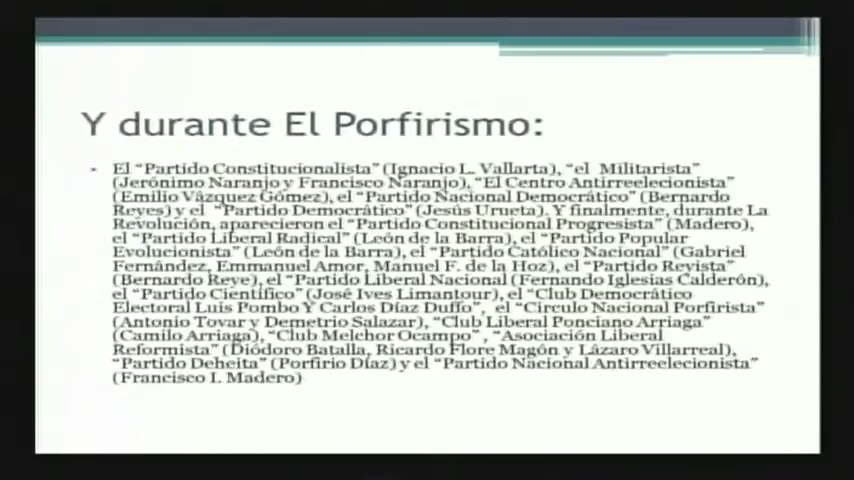 Y durante El Porfirismo:
- El “Partido Constitucionalista” (Ignacio L. Vallarta), “el Militarista”
(Jerónimo Naranjo y Francisco Naranjo), “El Centro Antirreelecionista”
(Emilio Vázquez Gómez), el “Partido Nacional Democrático” (Bernardo
Reyes) y el “Partido Democrático” (Jesús Urueta). Y finalmente, durante La
Revolución, aparecieron el “Partido Constitucional Progresista” (Madero),
el “Partido Liberal Radical” (León de la Barra), el “Partido Popular
Evolucionista” (León de la Barra), el “Partido Católico Nacional” (Gabriel
Fernández, Emmanuel Amor, Manuel F. de la Hoz), el “Partido Reyista”
(Bernardo Reye), el “Partido Liberal Nacional” (Fernando Iglesias Calderón),
el “Partido Científico” (José Ives Limantour), el “Club Democrático
Electoral Luis Pombo Y Carlos Díaz Duffo”, el “Circulo Nacional Porfirista”
(Antonio Tovar y Demetrio Salazar), “Club Liberal Ponciano Arriaga”
(Camilo Arriaga), “Club Melchor Ocampo” , “Asociación Liberal
Reformista” (Diódoro Batalla, Ricardo Flore Magón y Lázaro Villarreal),
“Partido Deheita” (Porfirio Díaz) y el “Partido Nacional Antirreelecionista”
(Francisco I. Madero)